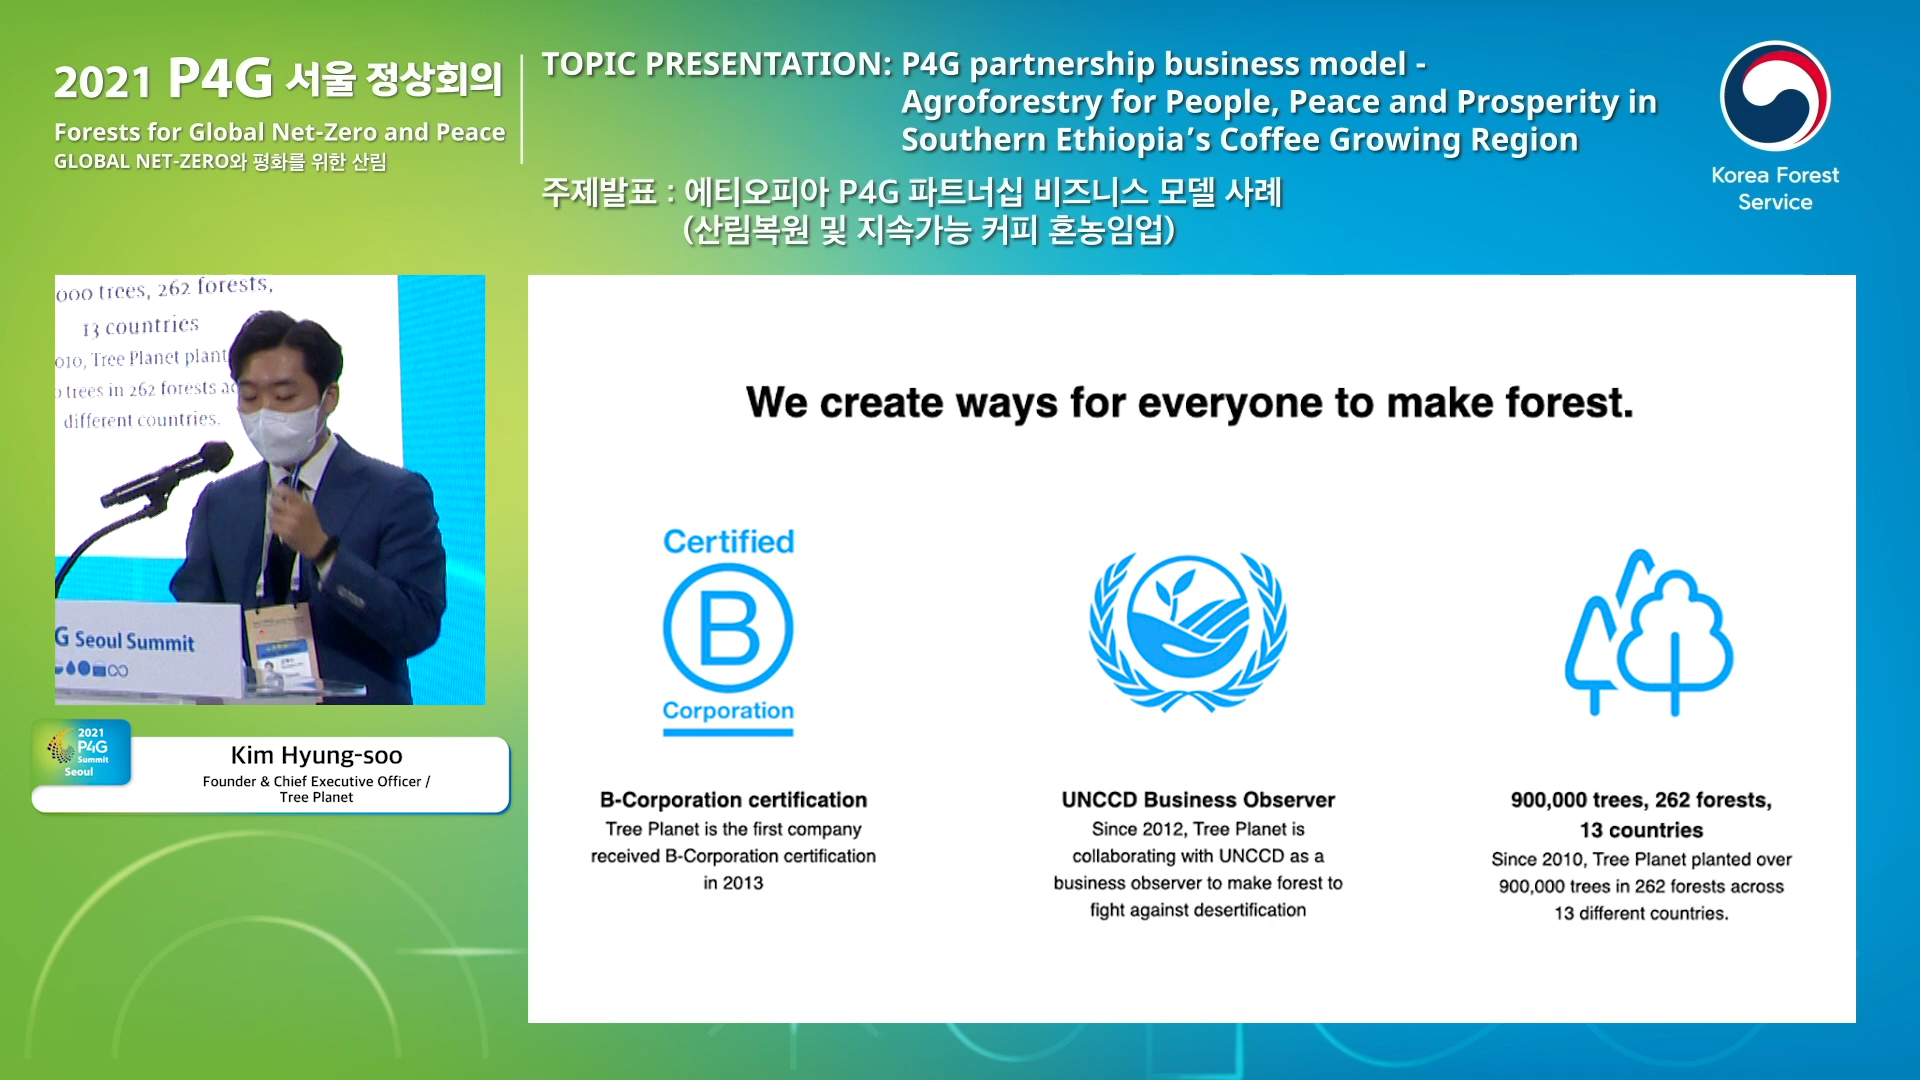 2021 P4G 서울 정상회의
Forests for Global Net-Zero and Peace
GLOBAL NET-ZERO와 평화를 위한 산림
TOPIC PRESENTATION: P4G partnership business model -
Agroforestry for People, Peace and Prosperity in
Southern Ethiopia’s Coffee Growing Region
주제발표 : 에티오피아 P4G 파트너십 비즈니스 모델 사례
(산림복원 및 지속가능 커피 혼농임업)
Korea Forest
Service
000 trees, 262 forests,
13 countries
010, Tree Planet plant
trees in 262 forests ac
different countries.
G Seoul Summit
2021
P4G
Summit
Seoul
Kim Hyung-soo
Founder & Chief Executive Officer /
Tree Planet
We create ways for everyone to make forest.
Certified
B
Corporation
B-Corporation certification
Tree Planet is the first company
received B-Corporation certification
in 2013
UNCCD Business Observer
Since 2012, Tree Planet is
collaborating with UNCCD as a
business observer to make forest to
fight against desertification
900,000 trees, 262 forests,
13 countries
Since 2010, Tree Planet planted over
900,000 trees in 262 forests across
13 different countries.